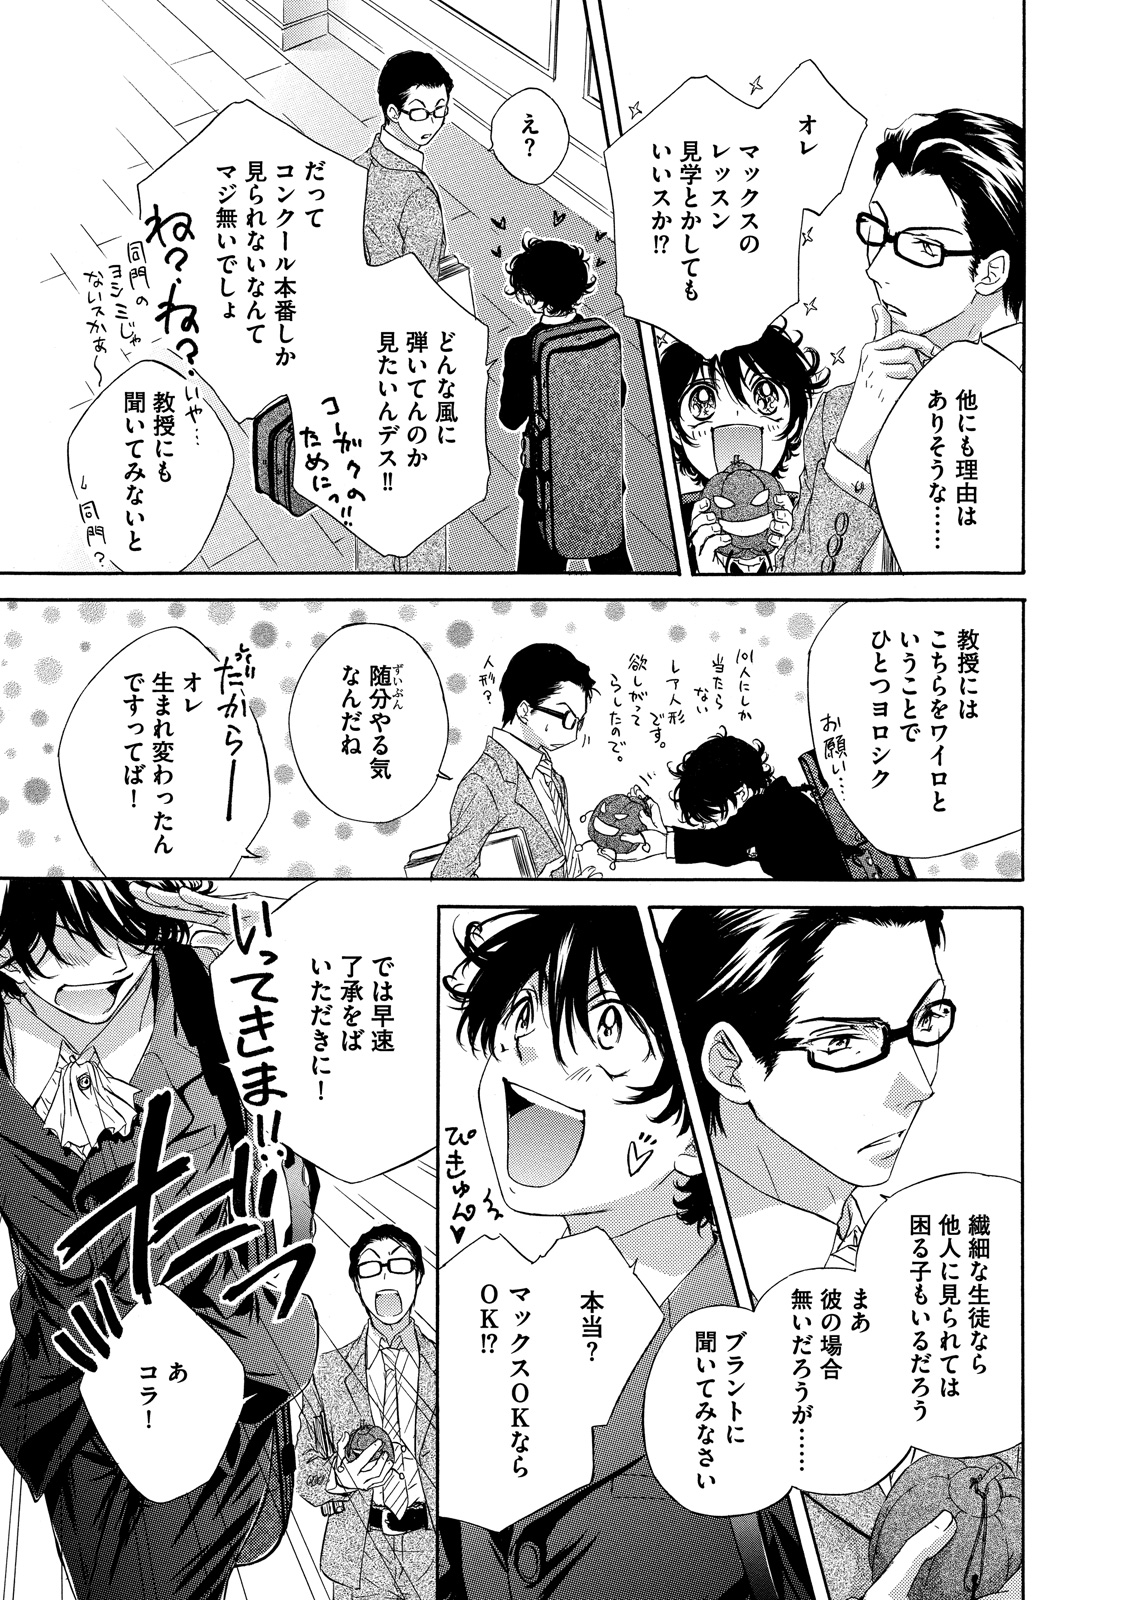 オレ
マックスの
レッスン
見学とかしても
いいスか!?
他にも理由は
ありそうな……
え?
どんな風に
弾いてんのか
見たいんデス!!
コーガクの
ためにっ!!
だって
コンクール本番しか
見られないなんて
マジ無いでしょ
ね?ね?ね?
同門の
ヨシミじゃ
ないスかぁ〜
いや…
教授にも
聞いてみないと
同門?
教授には
こちらをワイロと
いうことで
ひとつヨロシク
お願い…
101人にしか
当たら
ない
レア人形
です。
欲しがって
らしたので。
人形?
随分やる気
ずいぶん
なんだね
だから──
オレ
生まれ変わったん
ですってば!
繊細な生徒なら
他人に見られては
困る子もいるだろう
まあ
彼の場合
無いだろうが……
ブラントに
聞いてみなさい
ぴきゅん♥
本当?
マックスOKなら
OK!?
では早速
了承をば
いただきに!
いってきま!!
ダッ
あ
コラ!